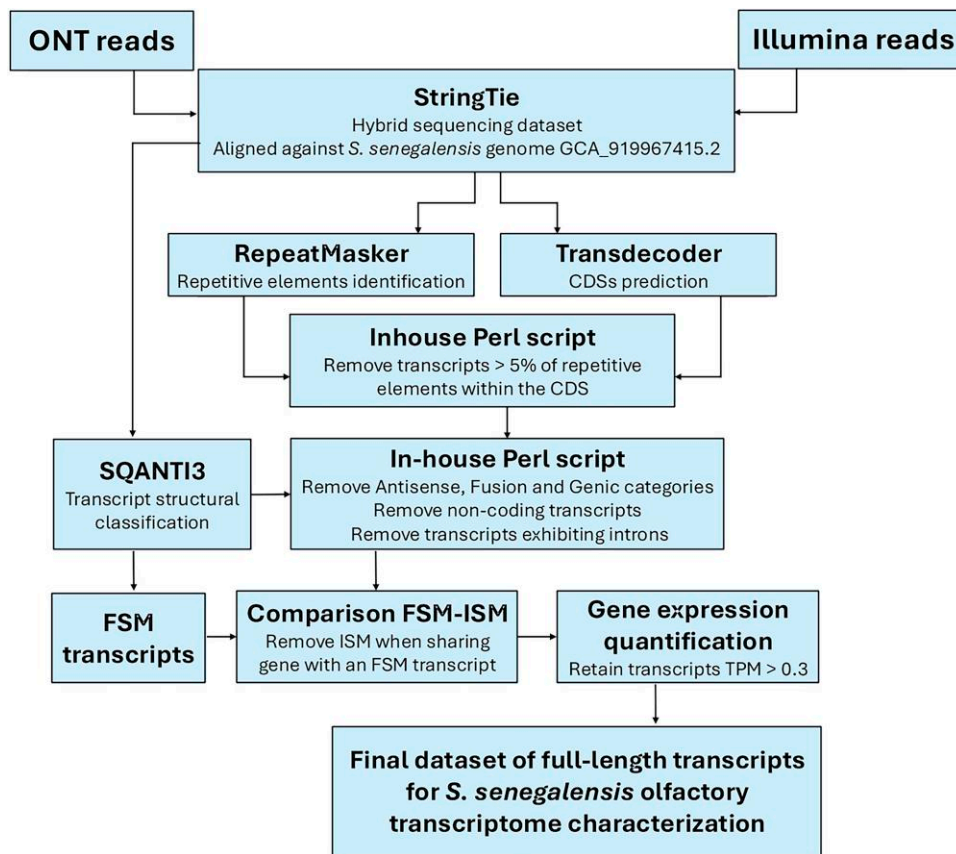 ONT reads
Illumina reads
StringTie
Hybrid sequencing dataset
Aligned against S. senegalensis genome GCA_919967415.2
RepeatMasker
Repetitive elements identification
Transdecoder
CDSs prediction
Inhouse Perl script
Remove transcripts > 5% of repetitive
elements within the CDS
SQANTI3
Transcript structural
classification
In-house Perl script
Remove Antisense, Fusion and Genic categories
Remove non-coding transcripts
Remove transcripts exhibiting introns
FSM
transcripts
Comparison FSM-ISM
Remove ISM when sharing
gene with an FSM transcript
Gene expression
quantification
Retain transcripts TPM > 0.3
Final dataset of full-length transcripts
for S. senegalensis olfactory
transcriptome characterization